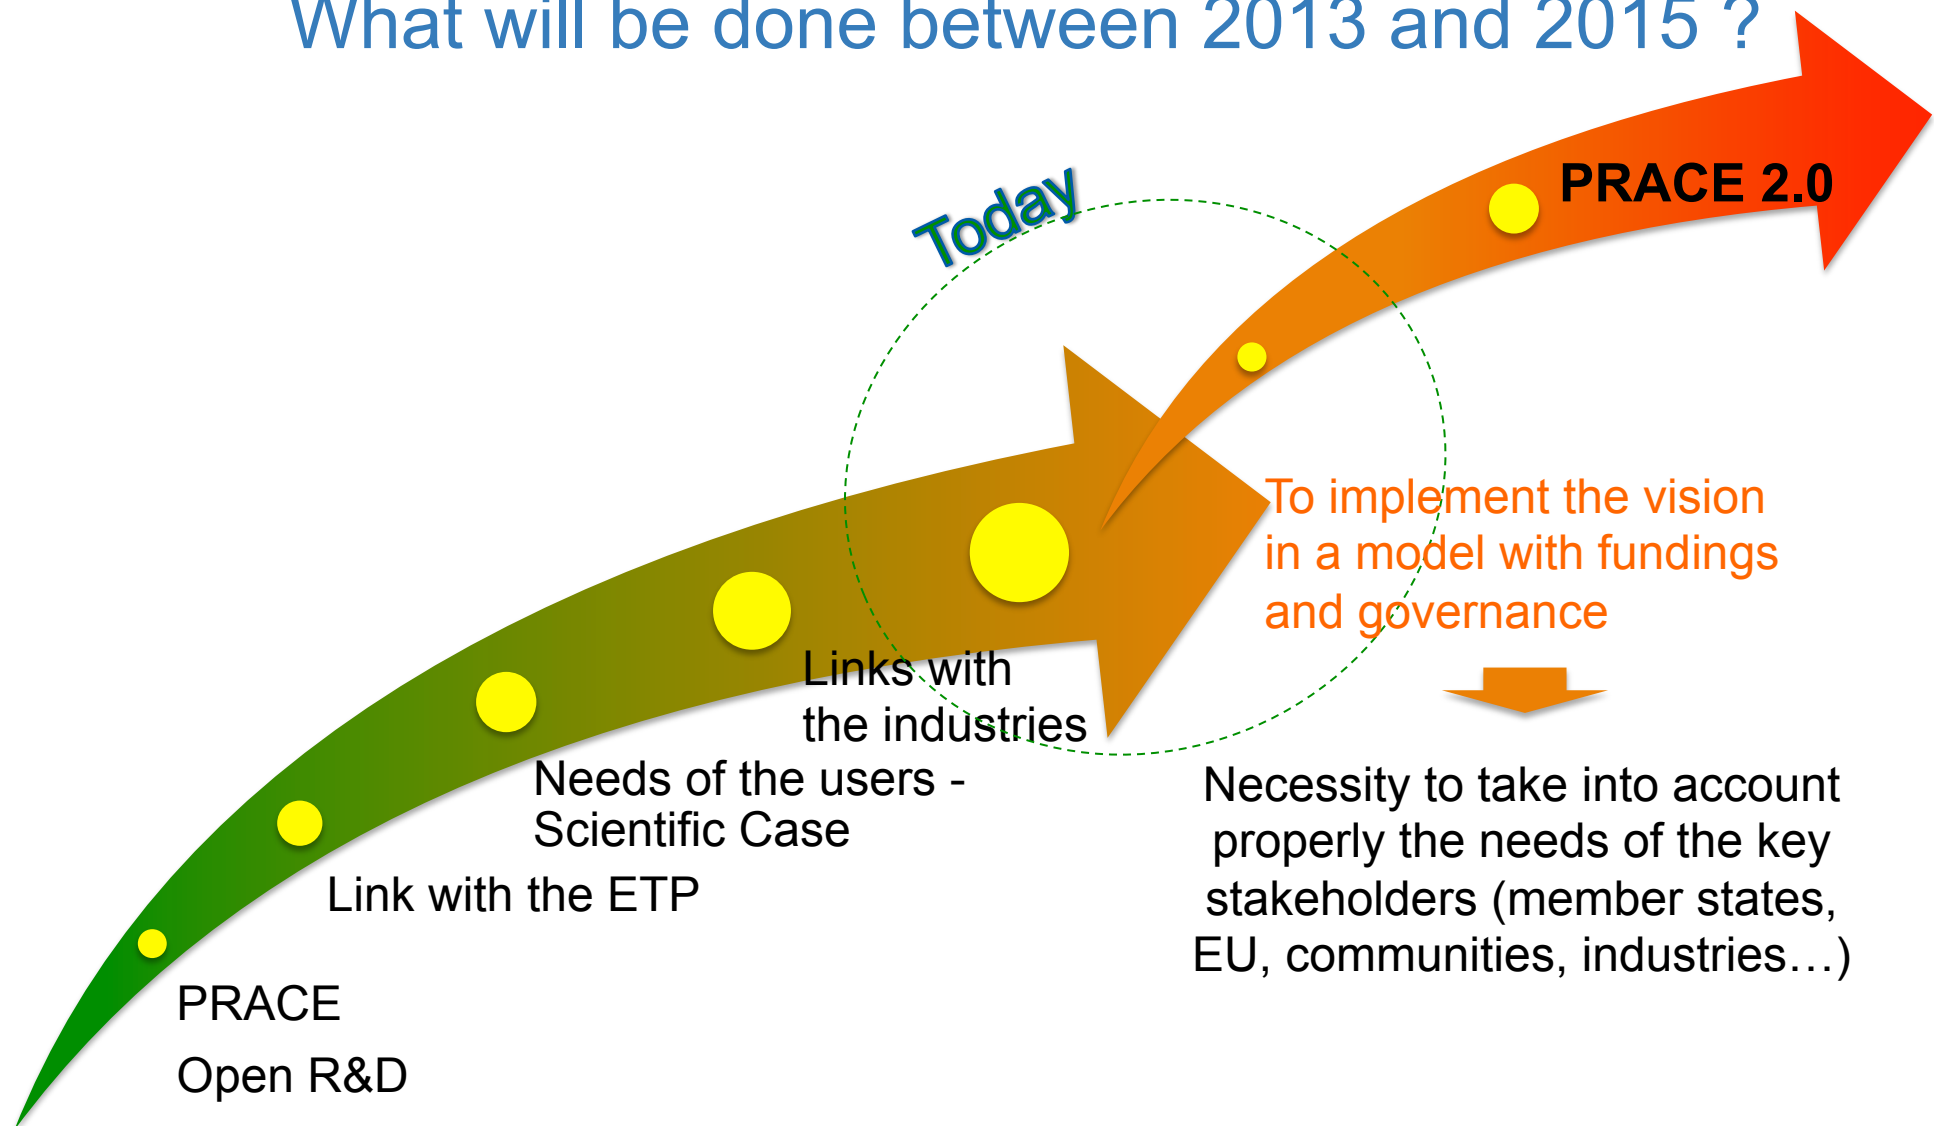 What will be done between 2013 and 2015 ?
PRACE 2.0
Today
To implement the vision
in a model with fundings
and governance
Links with
the industries
Needs of the users -
Scientific Case
Link with the ETP
PRACE
Open R&D
Necessity to take into account
properly the needs of the key
stakeholders (member states,
EU, communities, industries…)